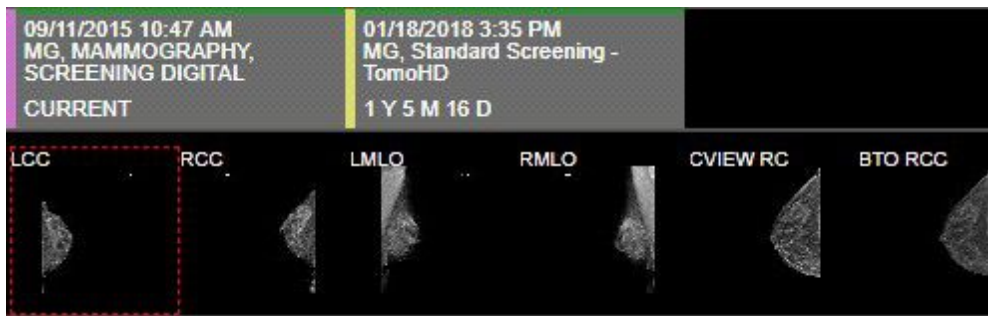 09/11/2015 10:47 AM
MG, MAMMOGRAPHY,
SCREENING DIGITAL
CURRENT
01/18/2018 3:35 PM
MG, Standard Screening -
TomoHD
1 Y 5 M 16 D
LCC RCC LMLO RMLO CVIEW RC BTO RCC